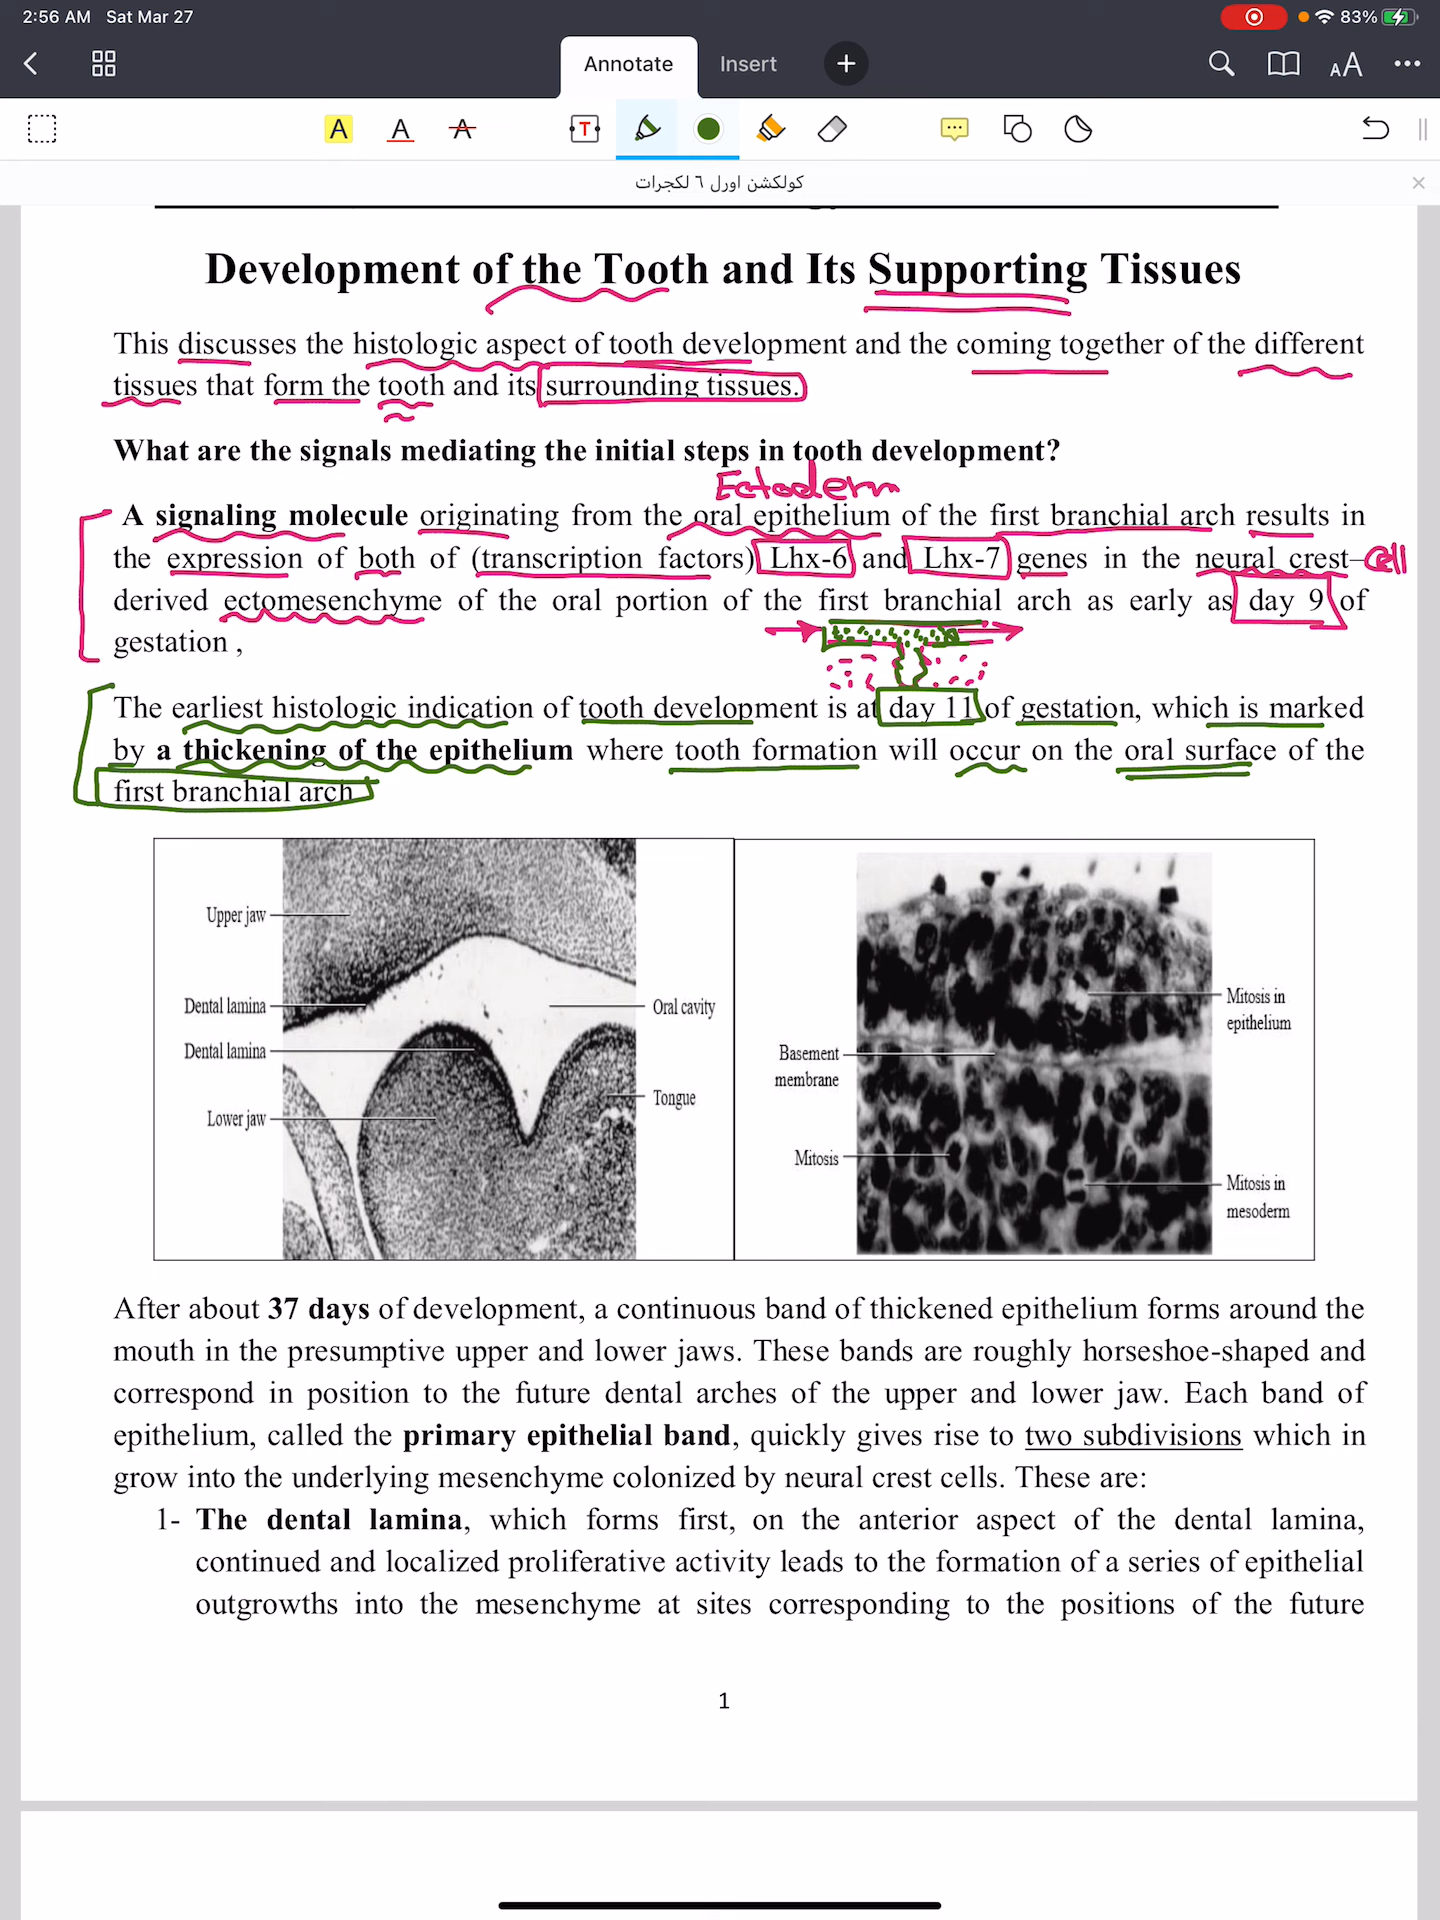 2:56 AM Sat Mar 27
83%
Annotate
Insert
AA
A A A T
كولكشن اورل ٦ لكجرات
Development of the Tooth and Its Supporting Tissues
This discusses the histologic aspect of tooth development and the coming together of the different
tissues that form the tooth and its surrounding tissues.
What are the signals mediating the initial steps in tooth development?
Ectoderm
A signaling molecule originating from the oral epithelium of the first branchial arch results in
the expression of both of (transcription factors) Lhx-6 and Lhx-7 genes in the neural crest– Cell
derived ectomesenchyme of the oral portion of the first branchial arch as early as day 9 of
gestation ,
The earliest histologic indication of tooth development is at day 11 of gestation, which is marked
by a thickening of the epithelium where tooth formation will occur on the oral surface of the
first branchial arch
Upper jaw
Dental lamina
Dental lamina
Lower jaw
Oral cavity
Tongue
Basement
membrane
Mitosis
Mitosis in
epithelium
Mitosis in
mesoderm
After about 37 days of development, a continuous band of thickened epithelium forms around the
mouth in the presumptive upper and lower jaws. These bands are roughly horseshoe-shaped and
correspond in position to the future dental arches of the upper and lower jaw. Each band of
epithelium, called the primary epithelial band, quickly gives rise to two subdivisions which in
grow into the underlying mesenchyme colonized by neural crest cells. These are:
1- The dental lamina, which forms first, on the anterior aspect of the dental lamina,
continued and localized proliferative activity leads to the formation of a series of epithelial
outgrowths into the mesenchyme at sites corresponding to the positions of the future
1